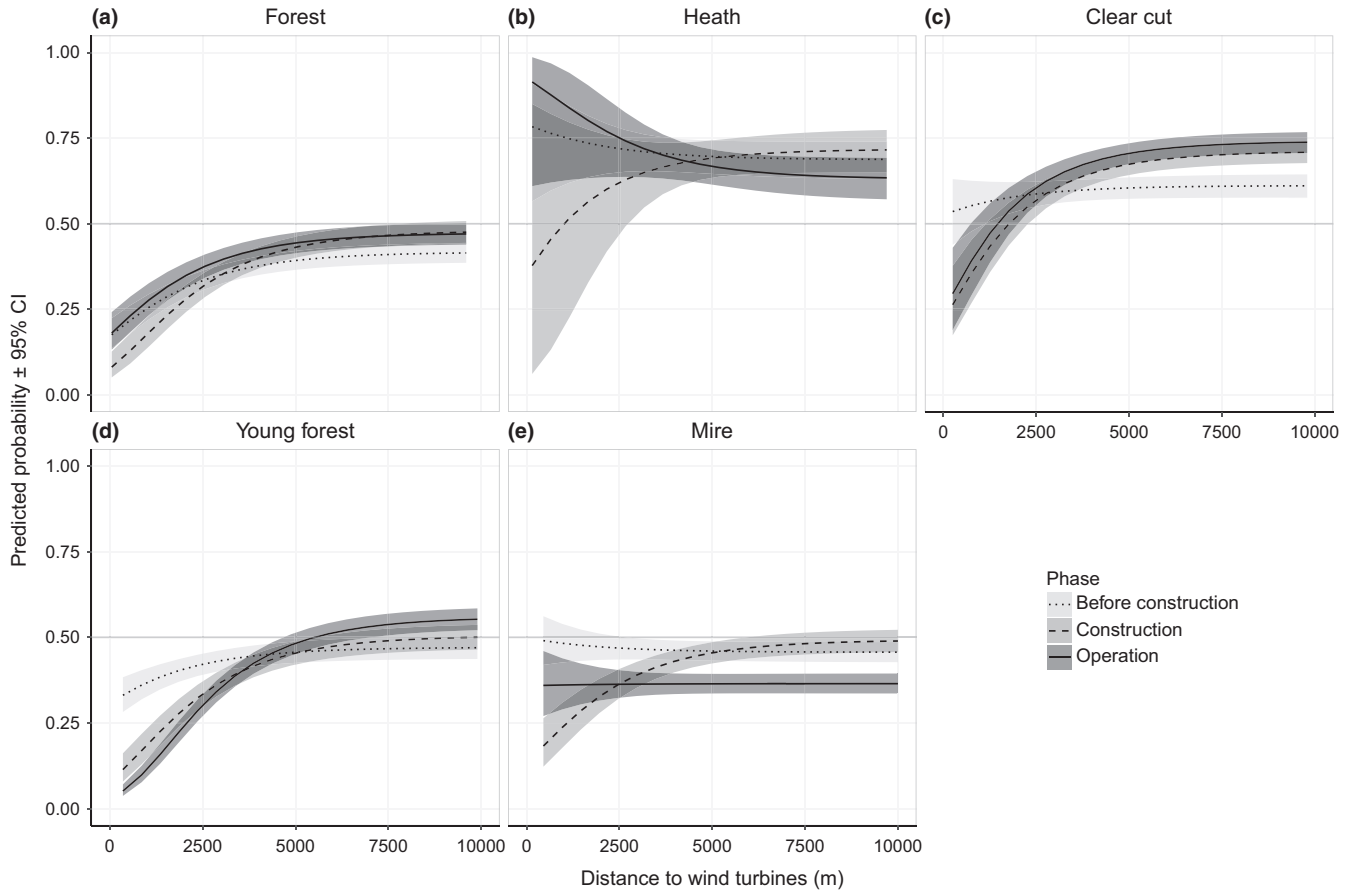 (a) Forest
(b) Heath
(c) Clear cut
1.00
0.75
0.50
0.25
0.00
0 2500 5000 7500 10000
(d) Young forest
(e) Mire
1.00
0.75
0.50
0.25
0.00
0 2500 5000 7500 10000
0 2500 5000 7500 10000
Predicted probability ± 95% CI
Distance to wind turbines (m)
Phase
Before construction
Construction
Operation